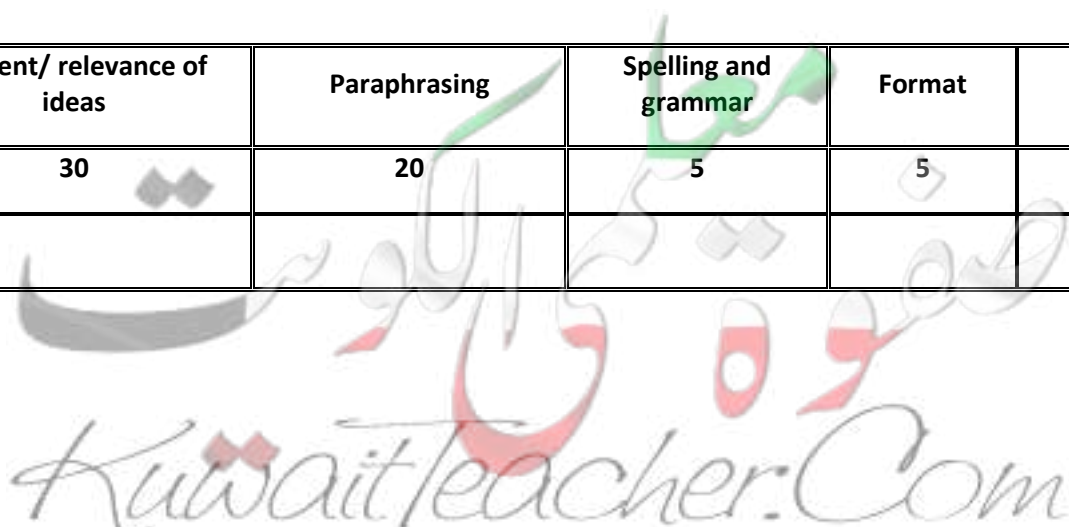 ent/ relevance of ideas
Paraphrasing
Spelling and grammar
Format
30
20
5
5
KuwaitTeacher.Com